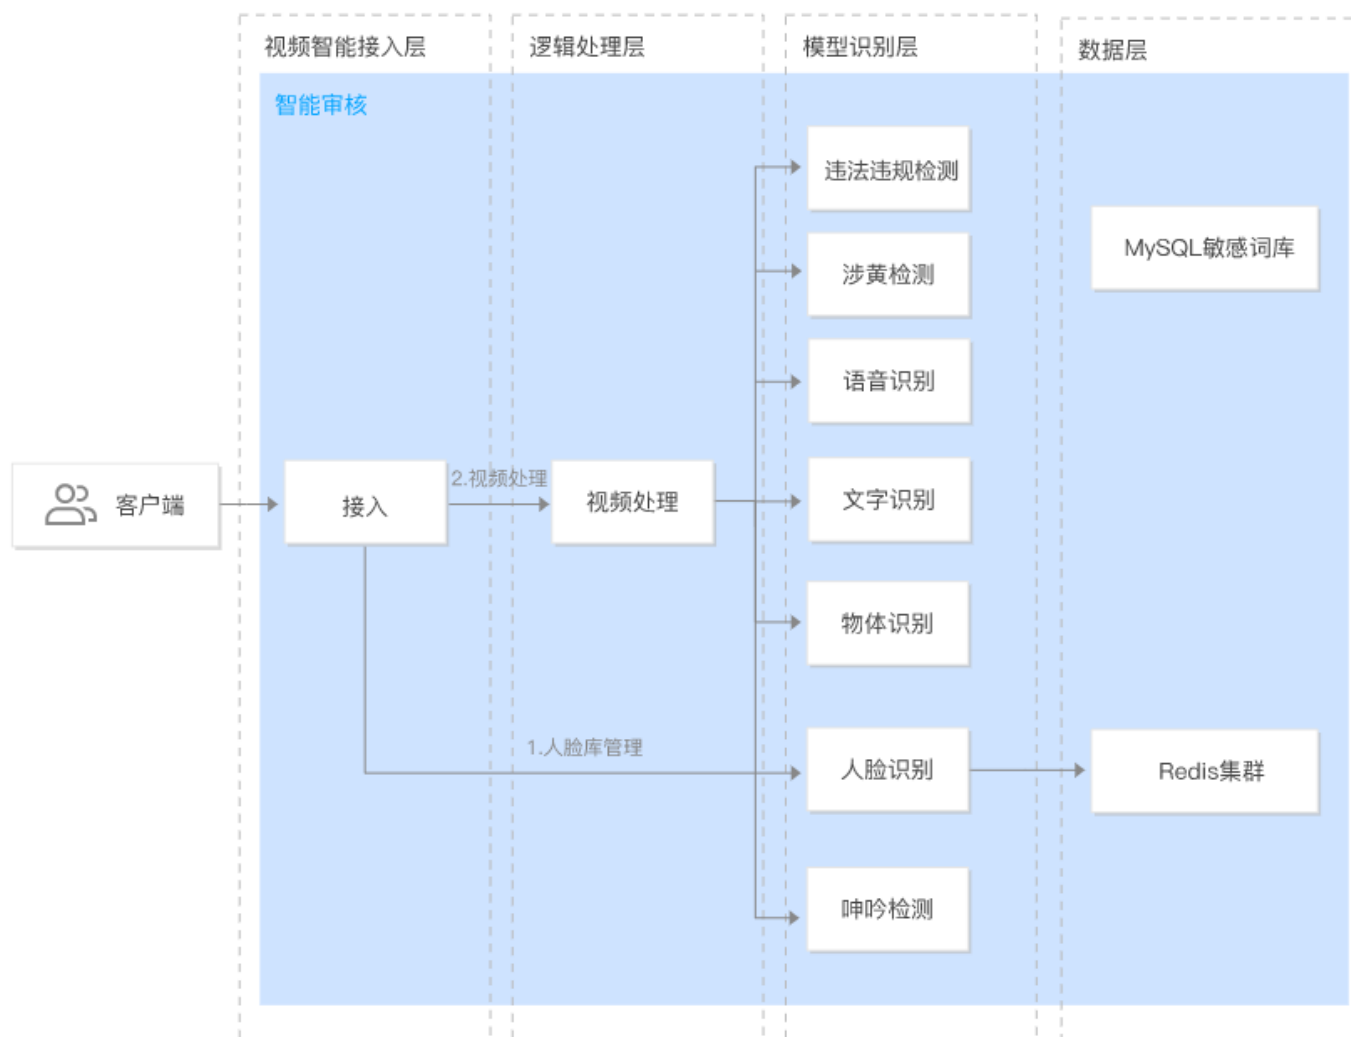 视频智能接入层
逻辑处理层
模型识别层
数据层
智能审核
违法违规检测
MySQL敏感词库
涉黄检测
语音识别
客户端
接入
2.视频处理
视频处理
文字识别
物体识别
1.人脸库管理
人脸识别
Redis集群
呻吟检测